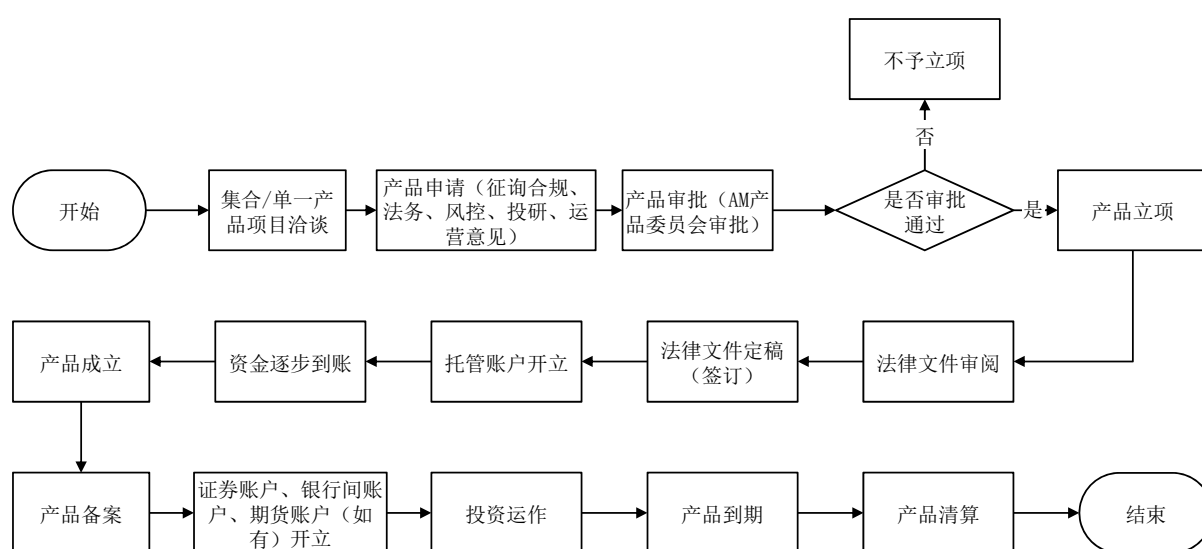 不予立项
否
开始
集合/单一产
品项目洽谈
产品申请（征询合规、
法务、风控、投研、运
营意见）
产品审批（AM产
品委员会审批）
是否审批
通过
是
产品立项
产品成立
资金逐步到账
托管账户开立
法律文件定稿
（签订）
法律文件审阅
产品备案
证券账户、银行间账
户、期货账户（如
有）开立
投资运作
产品到期
产品清算
结束